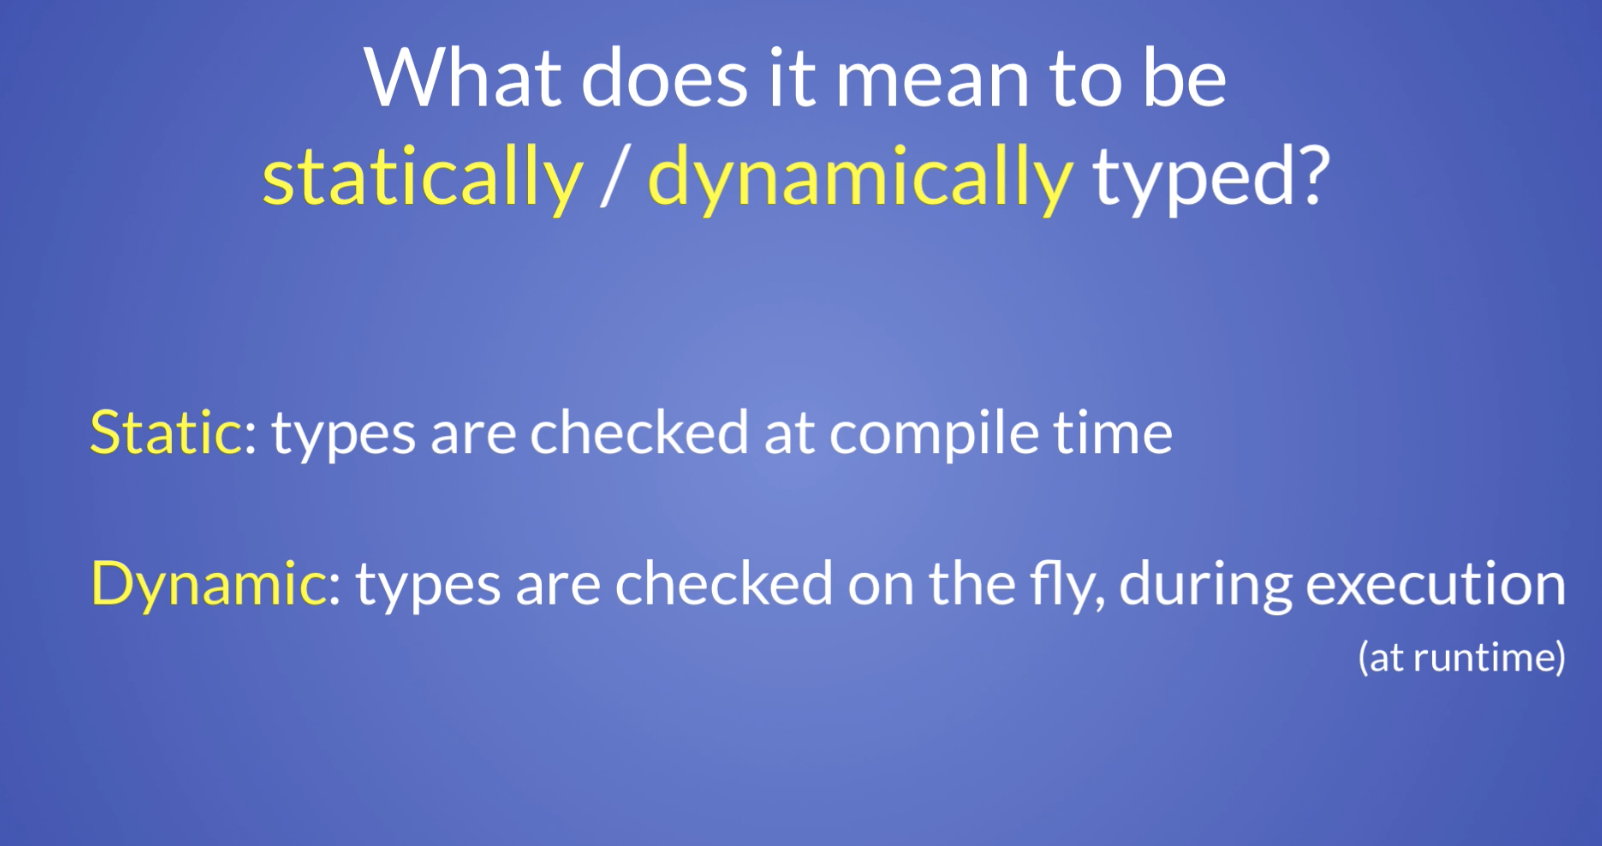 What does it mean to be
statically / dynamically typed?
Static: types are checked at compile time
Dynamic: types are checked on the fly, during execution
(at runtime)